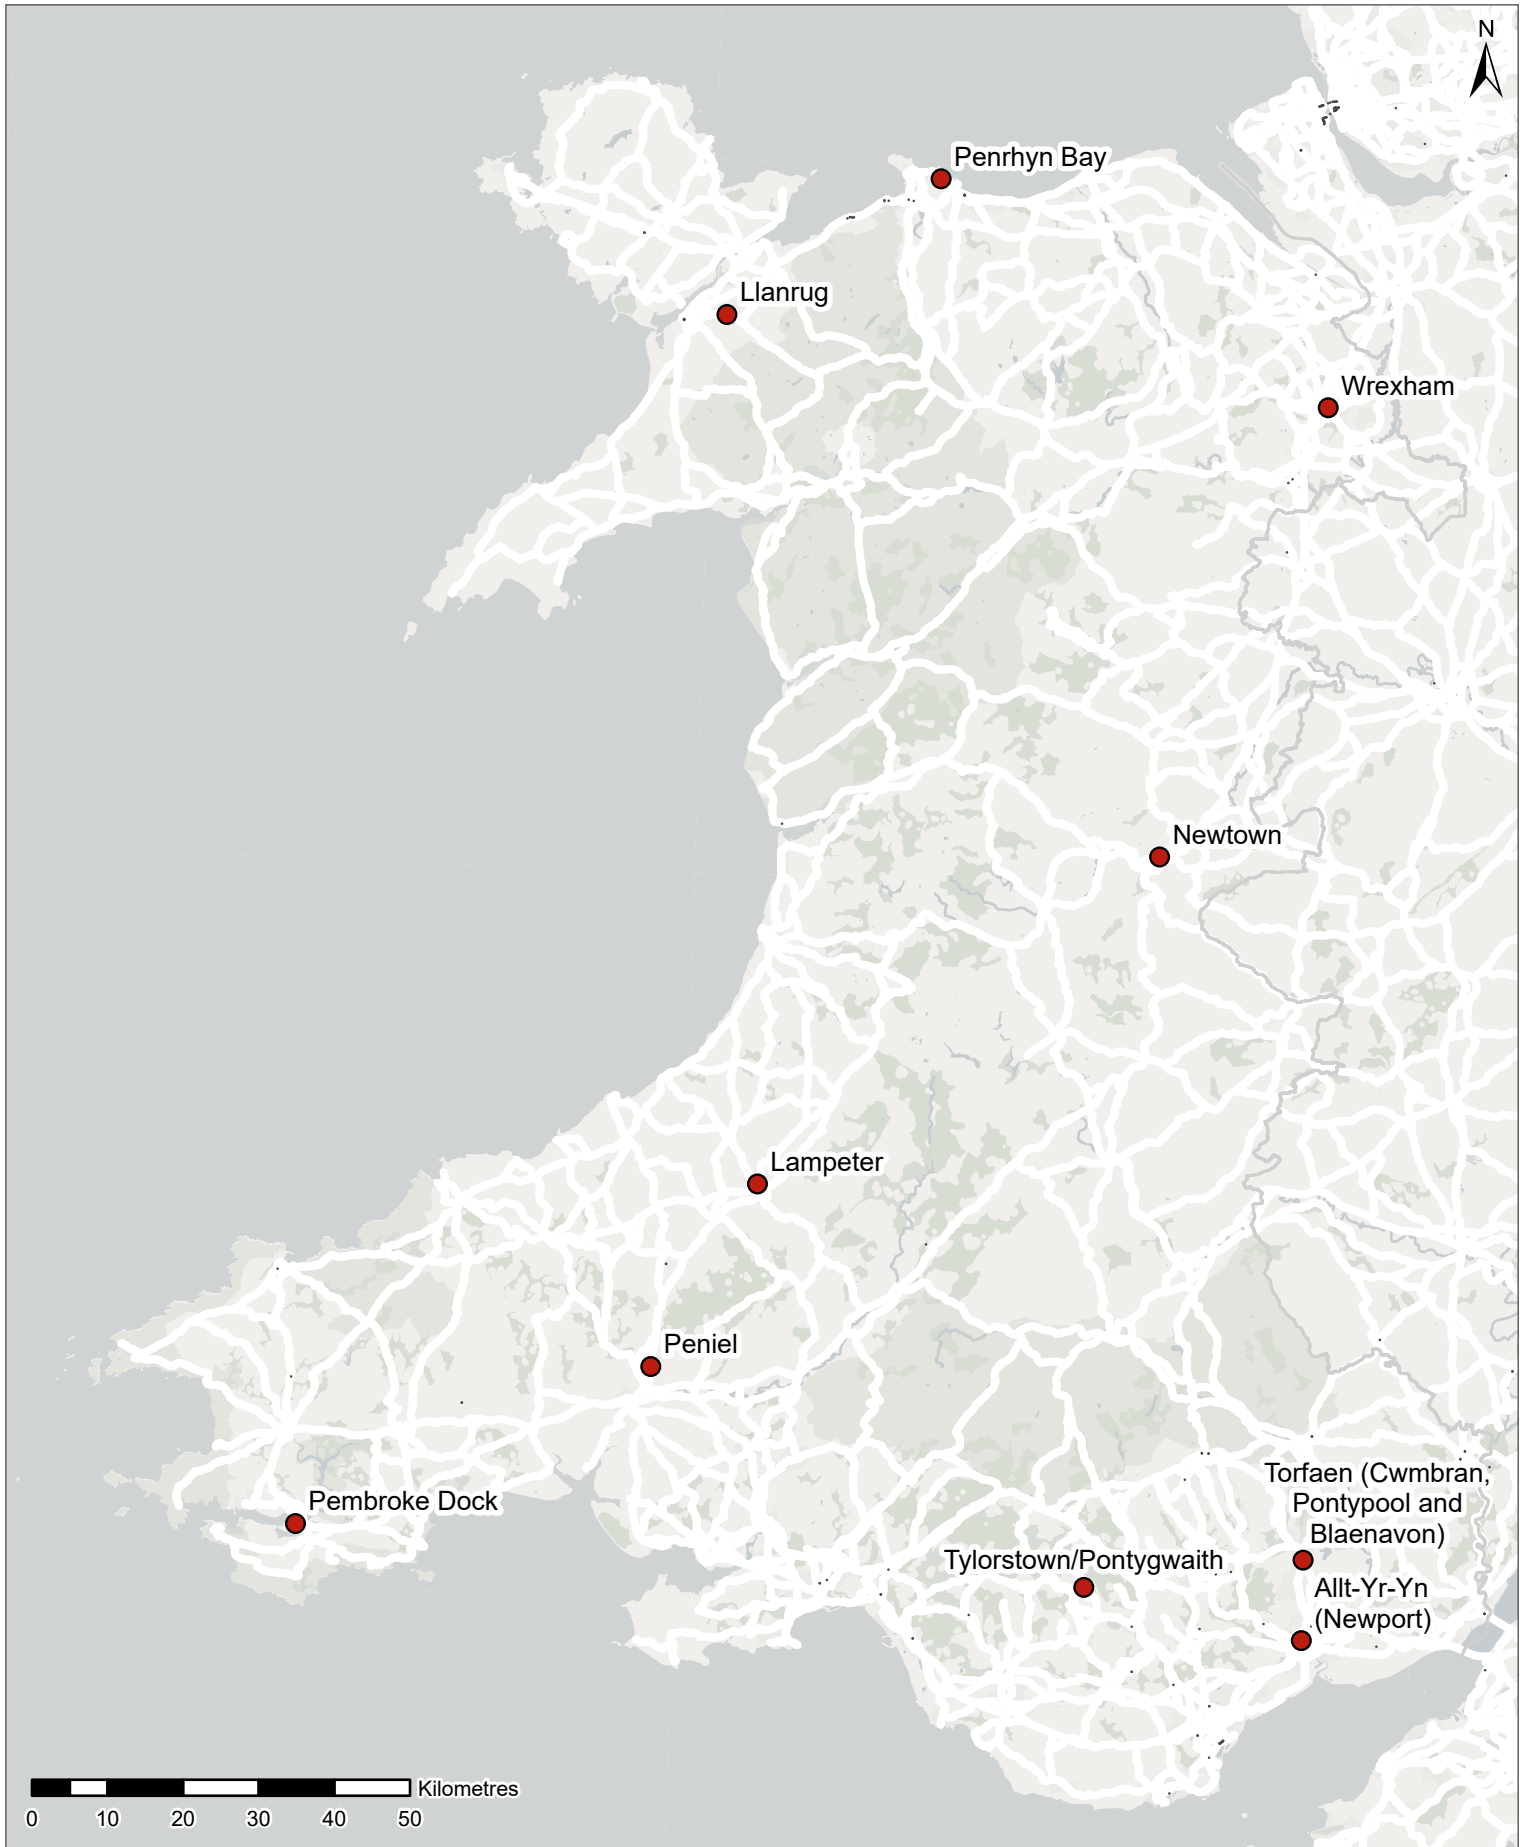 N
Penrhyn Bay
Llanrug
Wrexham
Newtown
Lampeter
Peniel
Pembroke Dock
Torfaen (Cwmbran,
Pontypool and
Blaenavon)
Tylorstown/Pontygwaith
Allt-Yr-Yn
(Newport)
Kilometres
0 10 20 30 40 50